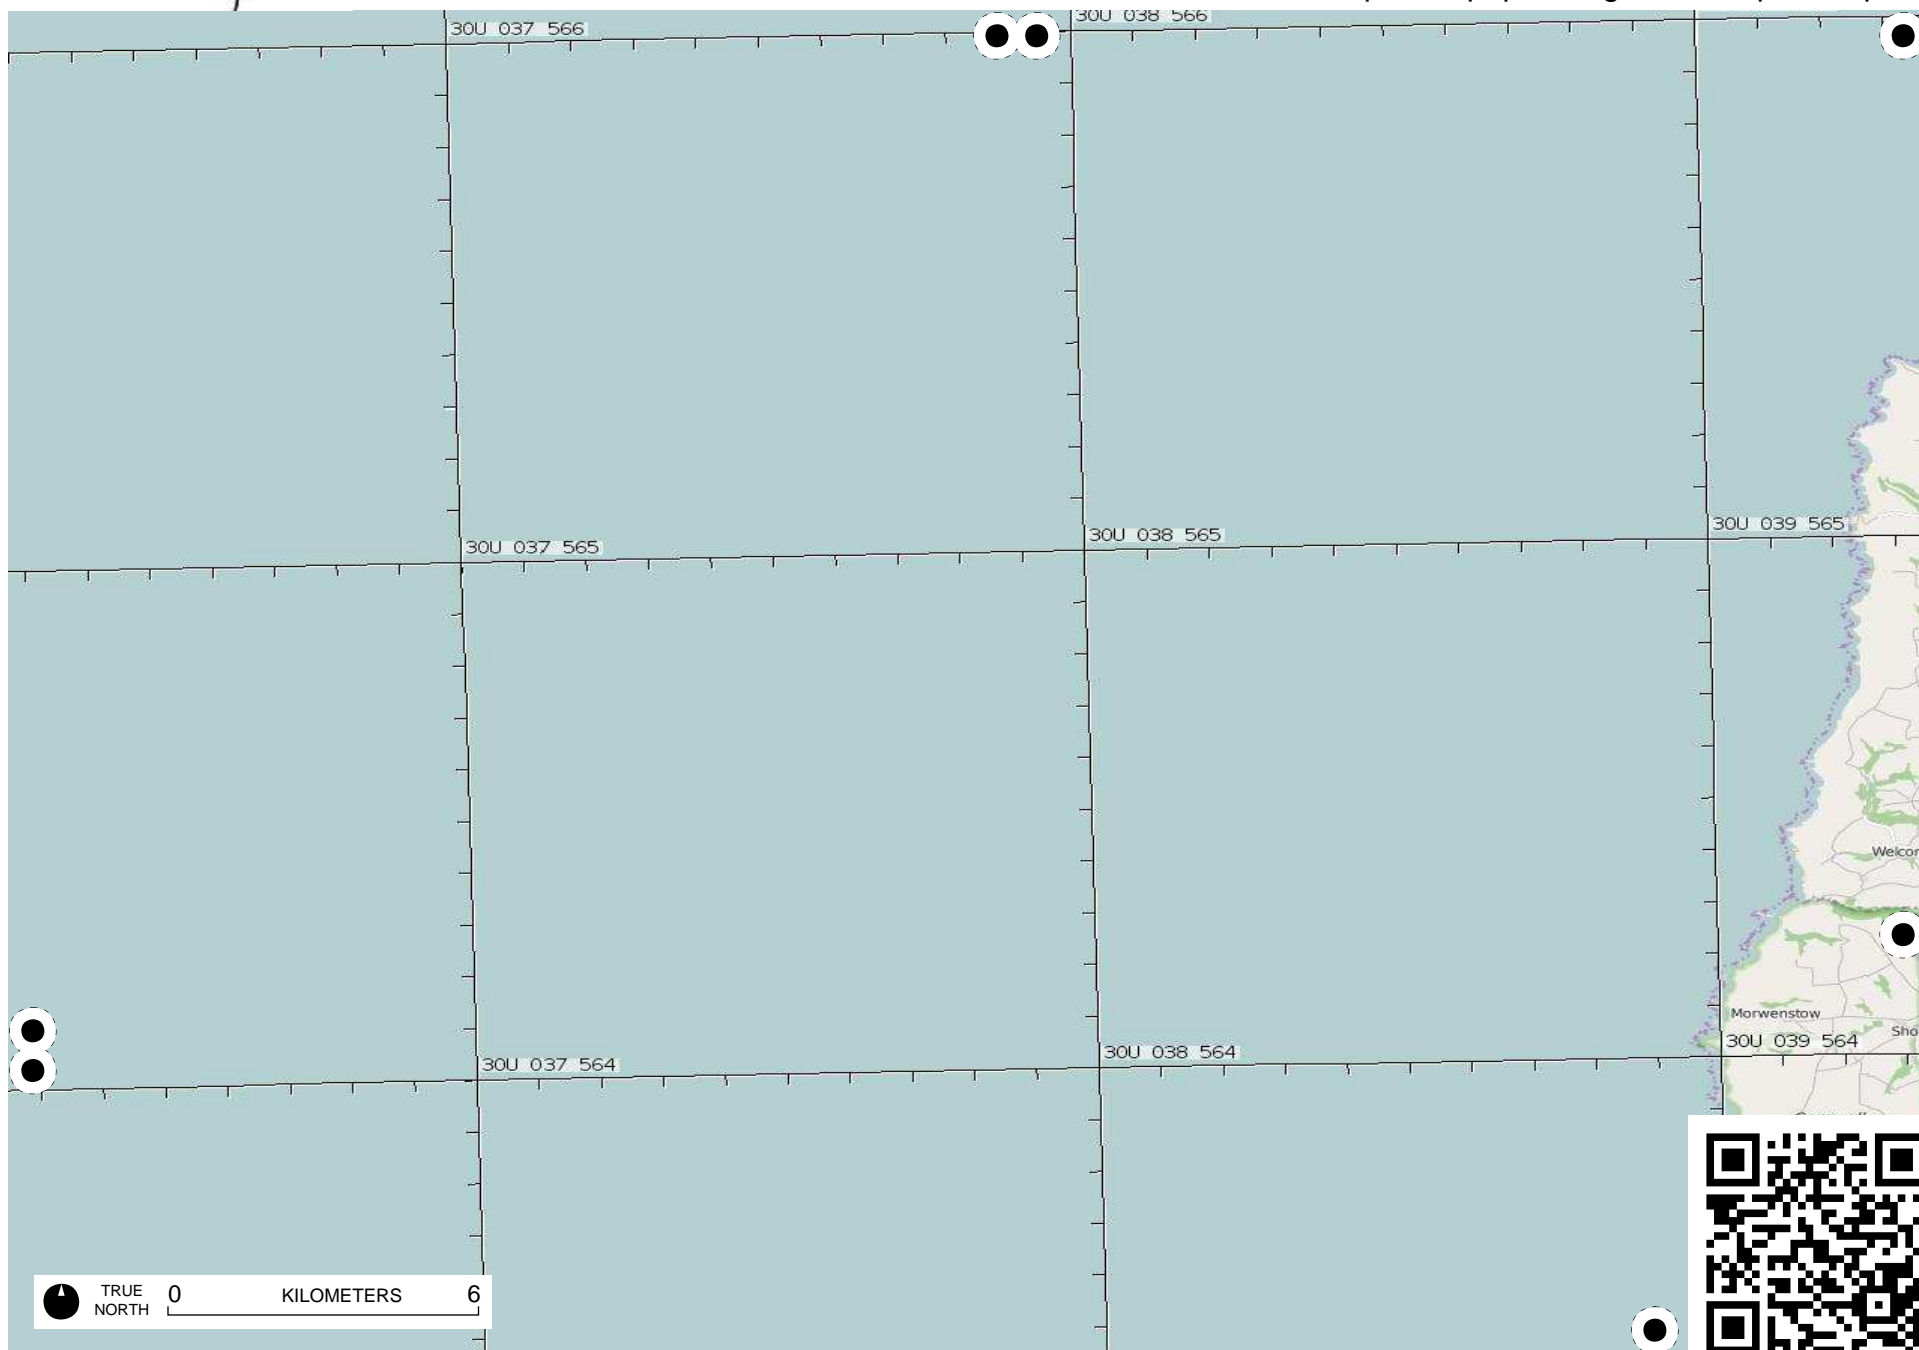 30U 038 566
30U 037 566
30U 039 565
30U 038 565
30U 037 565
Morwenstow
30U 039 564
30U 038 564
30U 037 564
TRUE NORTH
0 KILOMETERS 6